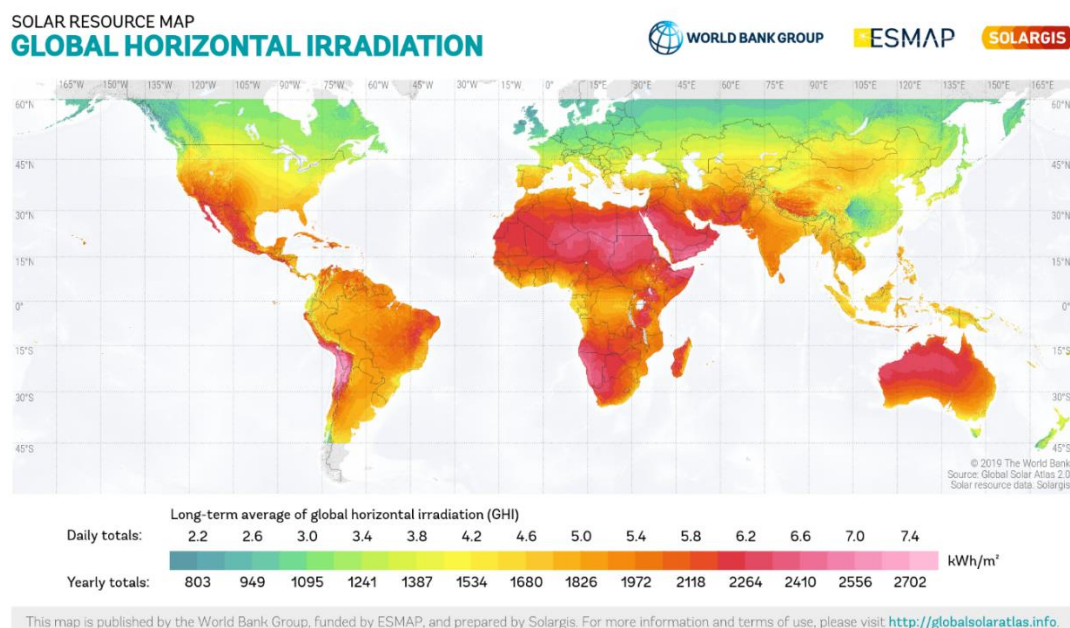 SOLAR RESOURCE MAP
GLOBAL HORIZONTAL IRRADIATION
WORLD BANK GROUP
ESMAP
SOLARGIS
165°W 135°W 120°W 105°W 90°W 75°W 60°W 45°W 30°W 15°W 0° 15°E 30°E 45°E 60°E 75°E 90°E 105°E 120°E 135°E 165°E
60°N 60°N
45°N 45°N
30°N 30°N
15°N 15°N
0° 0°
15°S 15°S
30°S 30°S
45°S
© 2019 The World Bank
Source: Global Solar Atlas 2.0
Solar resource data: Solargis
Long-term average of global horizontal irradiation (GHI)
Daily totals: 2.2 2.6 3.0 3.4 3.8 4.2 4.6 5.0 5.4 5.8 6.2 6.6 7.0 7.4
kWh/m²
Yearly totals: 803 949 1095 1241 1387 1534 1680 1826 1972 2118 2264 2410 2556 2702
This map is published by the World Bank Group, funded by ESMAP, and prepared by Solargis. For more information and terms of use, please visit http://globalsolaratlas.info.